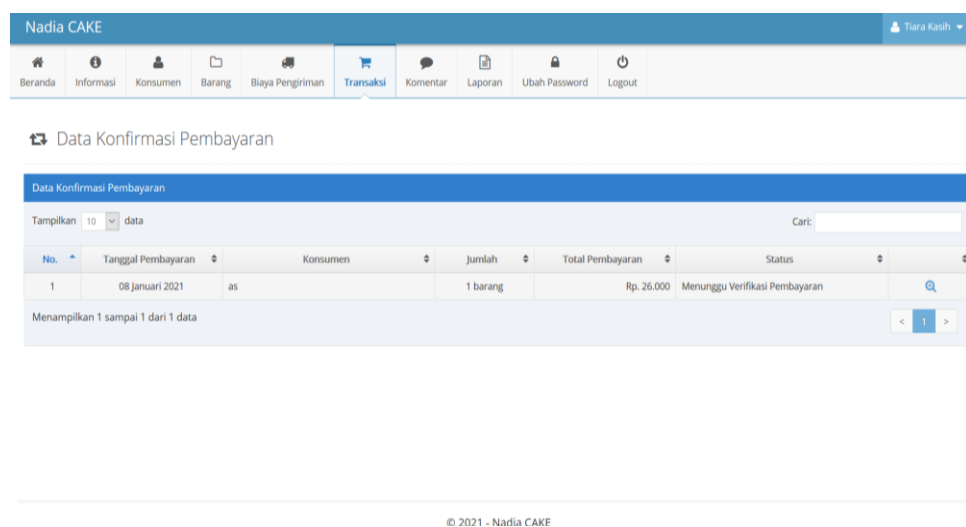 Nadia CAKE Tiara Kasih
Beranda Informasi Konsumen Barang Biaya Pengiriman Transaksi Komentar Laporan Ubah Password Logout
Data Konfirmasi Pembayaran
Data Konfirmasi Pembayaran
Tampilkan 10 data Cari:
No. Tanggal Pembayaran Konsumen Jumlah Total Pembayaran Status
1 08 Januari 2021 as 1 barang Rp. 26.000 Menunggu Verifikasi Pembayaran
Menampilkan 1 sampai 1 dari 1 data < 1 >
© 2021 - Nadia CAKE